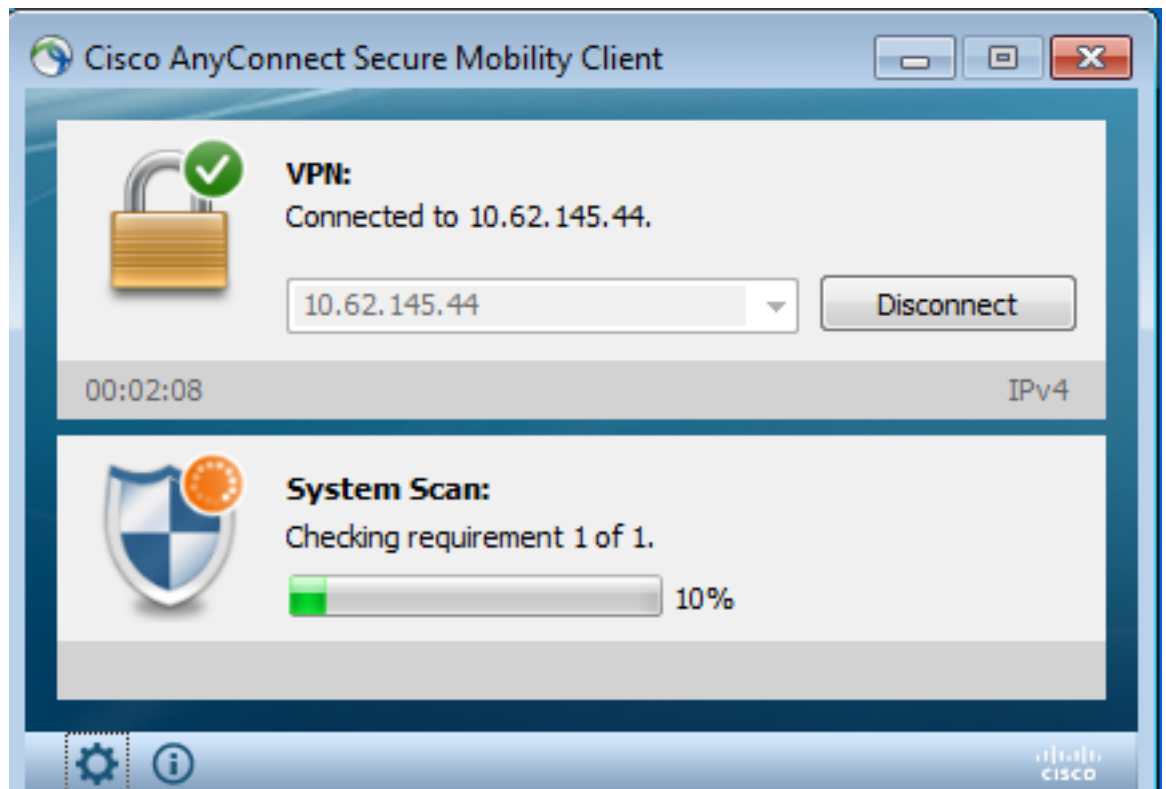 Cisco AnyConnect Secure Mobility Client
VPN:
Connected to 10.62.145.44.
10.62.145.44
Disconnect
00:02:08
IPv4
System Scan:
Checking requirement 1 of 1.
10%
CISCO